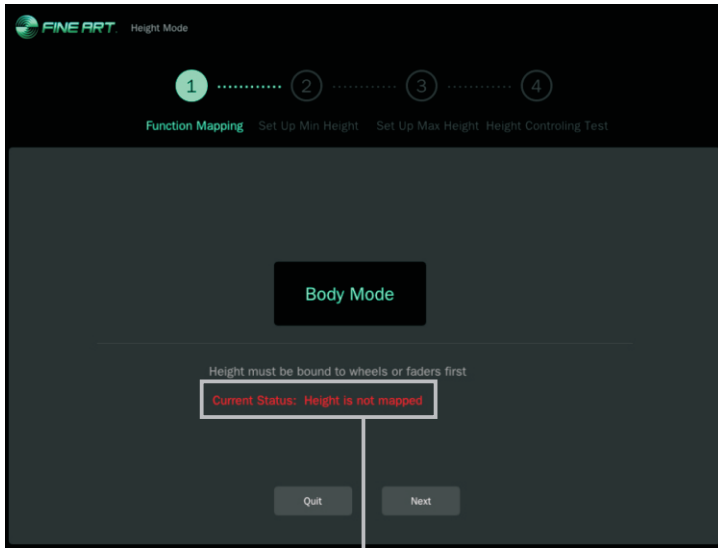 FINE ART. Height Mode
1 2 3 4
Function Mapping Set Up Min Height Set Up Max Height Height Controling Test
Body Mode
Height must be bound to wheels or faders first
Current Status: Height is not mapped
Quit Next